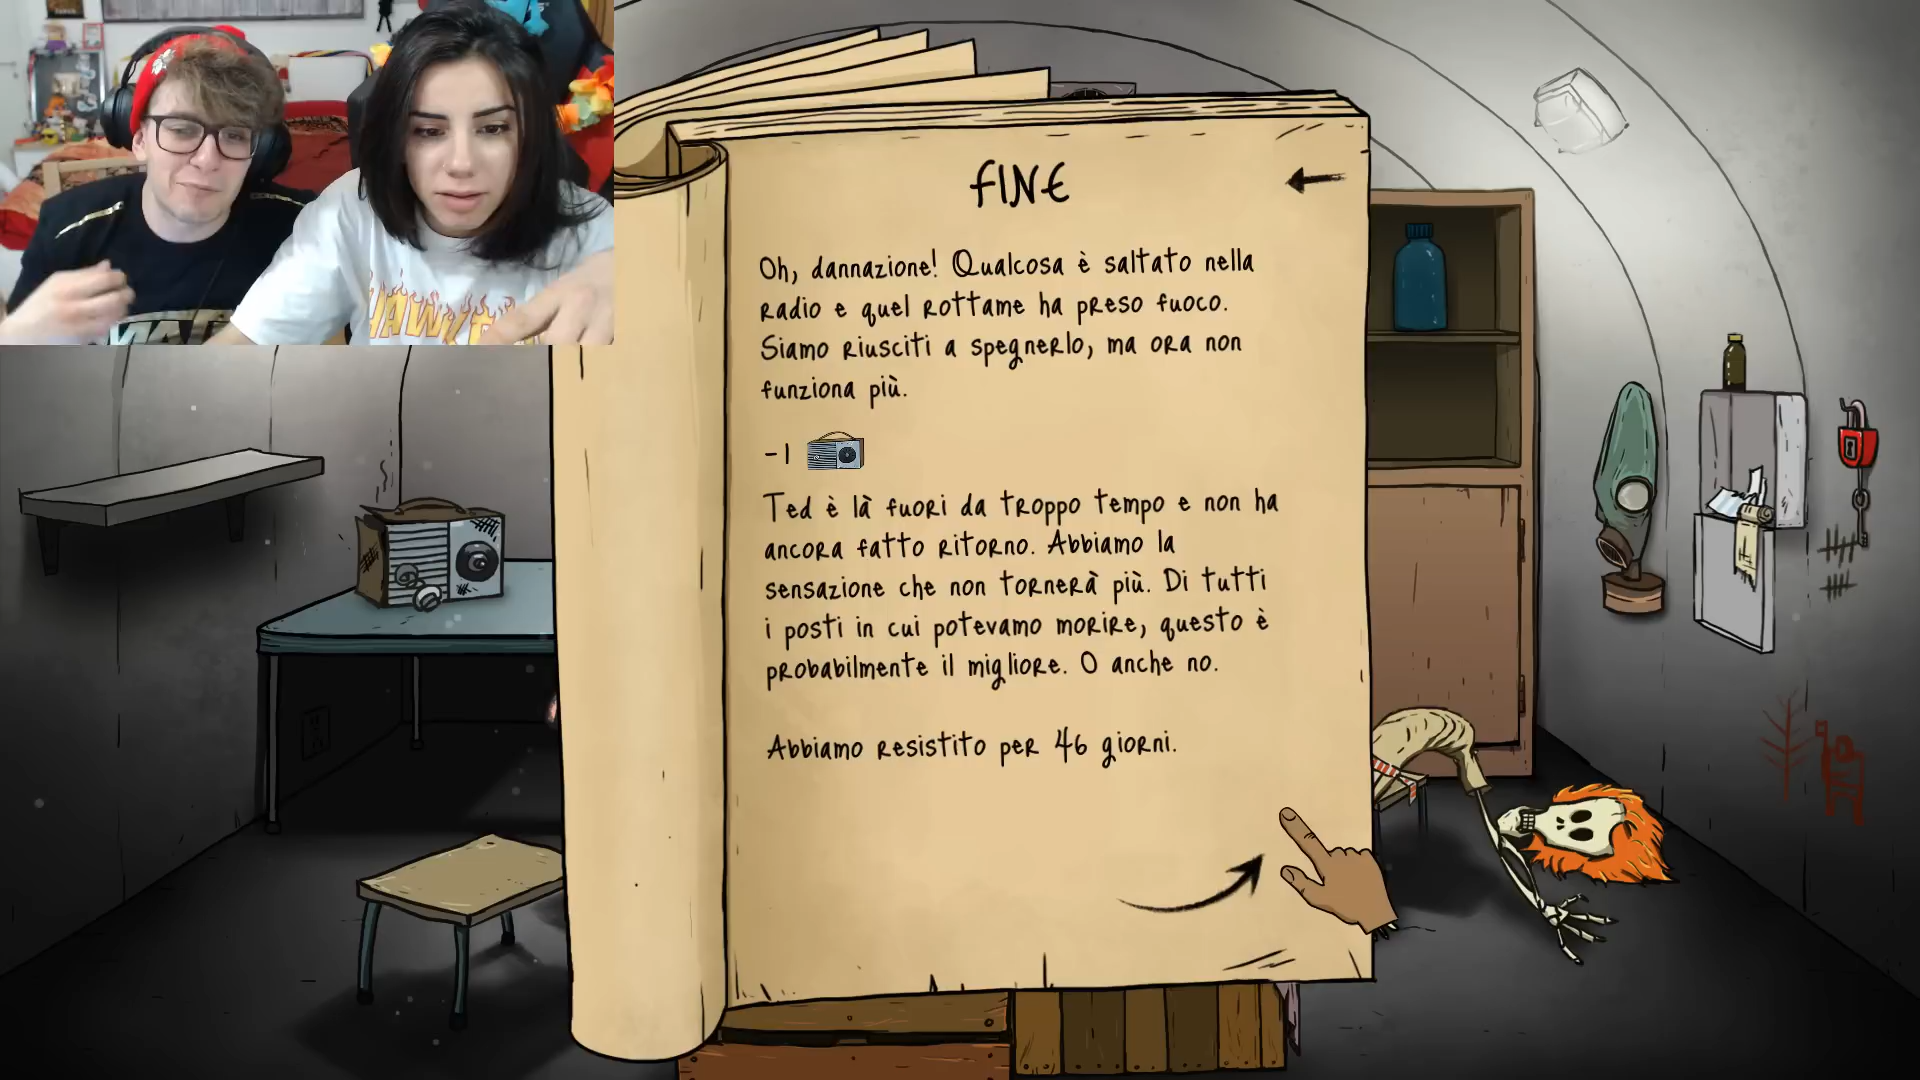 FINE
Oh, dannazione! Qualcosa è saltato nella
radio e quel rottame ha preso fuoco.
Siamo riusciti a spegnerlo, ma ora non
funziona più.
-1
Ted è là fuori da troppo tempo e non ha
ancora fatto ritorno. Abbiamo la
sensazione che non tornerà più. Di tutti
i posti in cui potevamo morire, questo è
probabilmente il migliore. O anche no.
Abbiamo resistito per 46 giorni.